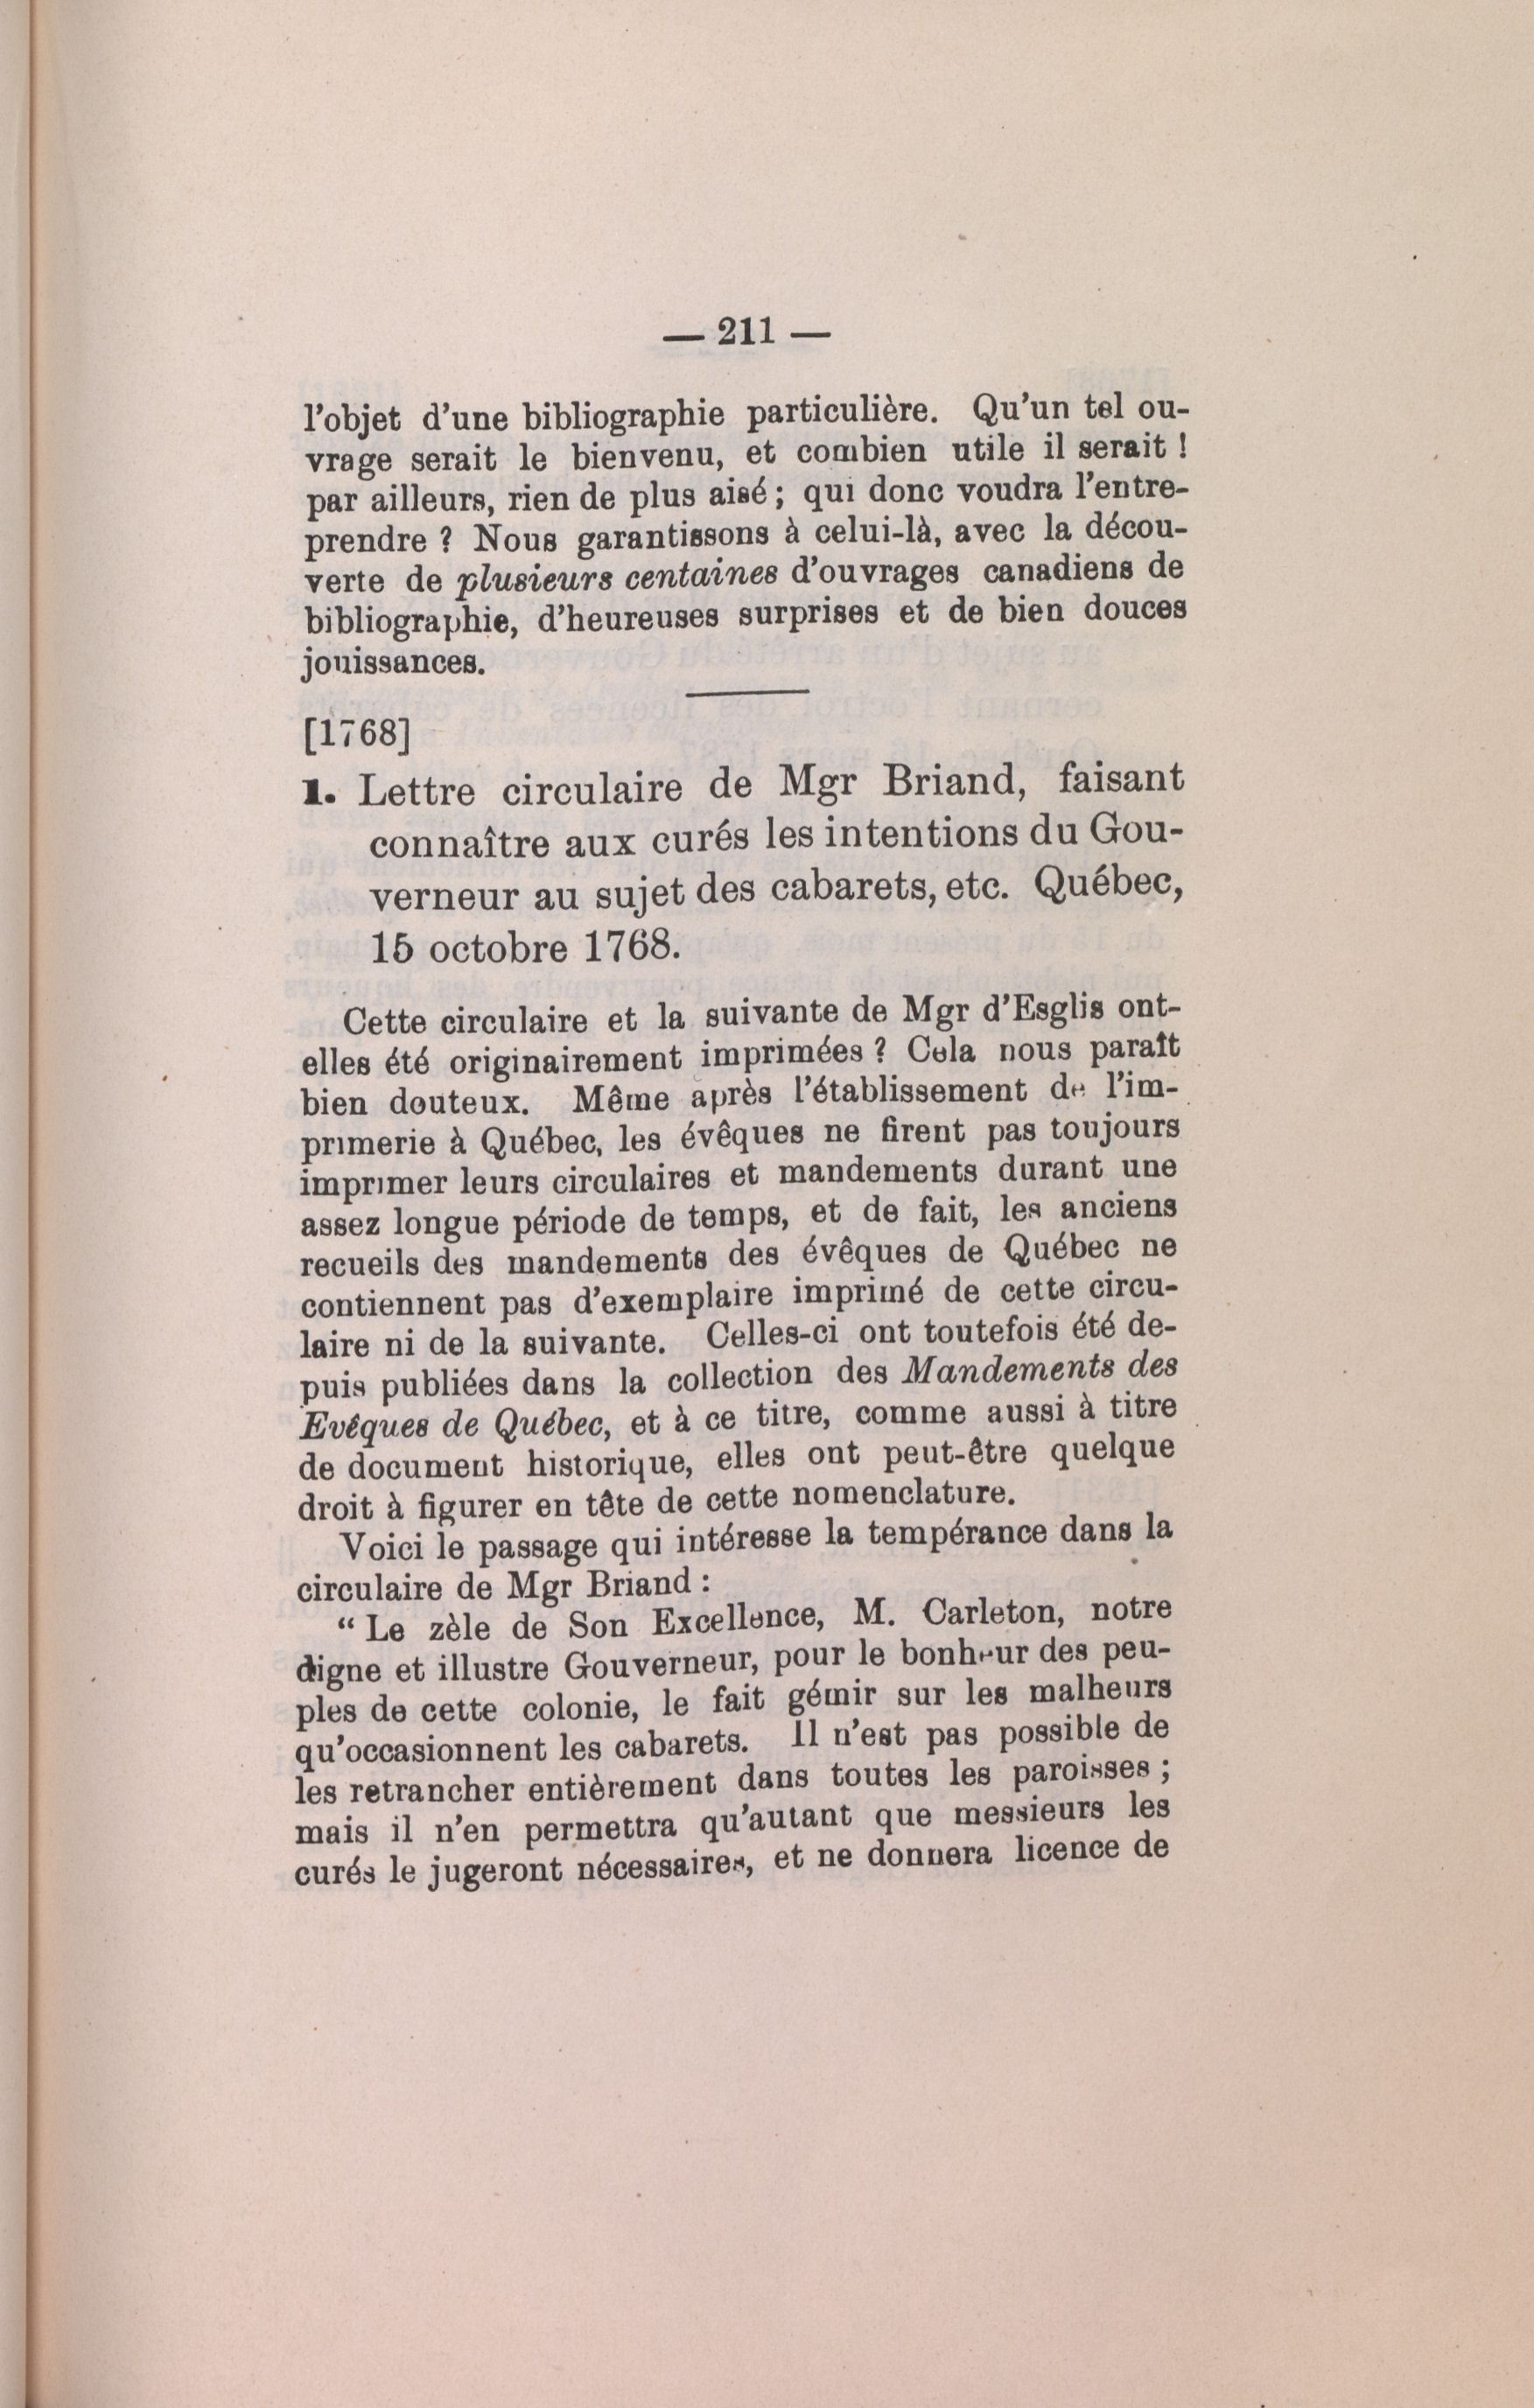 — 211 —
l'objet d'une bibliographie particulière. Qu'un tel ou-
vrage serait le bienvenu, et combien utile il serait !
par ailleurs, rien de plus aisé ; qui donc voudra l'entre-
prendre ? Nous garantissons à celui-là, avec la décou-
verte de plusieurs centaines d'ouvrages canadiens de
bibliographie, d'heureuses surprises et de bien douces
jouissances.
[1768]
1. Lettre circulaire de Mgr Briand, faisant
connaître aux curés les intentions du Gou-
verneur au sujet des cabarets, etc. Québec,
15 octobre 1768.
Cette circulaire et la suivante de Mgr d'Esglis ont-
elles été originairement imprimées ? Cela nous paraît
bien douteux. Même après l'établissement de l'im-
primerie à Québec, les évêques ne firent pas toujours
imprimer leurs circulaires et mandements durant une
assez longue période de temps, et de fait, les anciens
recueils des mandements des évêques de Québec ne
contiennent pas d'exemplaire imprimé de cette circu-
laire ni de la suivante. Celles-ci ont toutefois été de-
puis publiées dans la collection des Mandements des
Evêques de Québec, et à ce titre, comme aussi à titre
de document historique, elles ont peut-être quelque
droit à figurer en tête de cette nomenclature.
Voici le passage qui intéresse la tempérance dans la
circulaire de Mgr Briand :
“ Le zèle de Son Excellence, M. Carleton, notre
digne et illustre Gouverneur, pour le bonheur des peu-
ples de cette colonie, le fait gémir sur les malheurs
qu'occasionnent les cabarets. Il n'est pas possible de
les retrancher entièrement dans toutes les paroisses ;
mais il n'en permettra qu'autant que messieurs les
curés le jugeront nécessaires, et ne donnera licence de